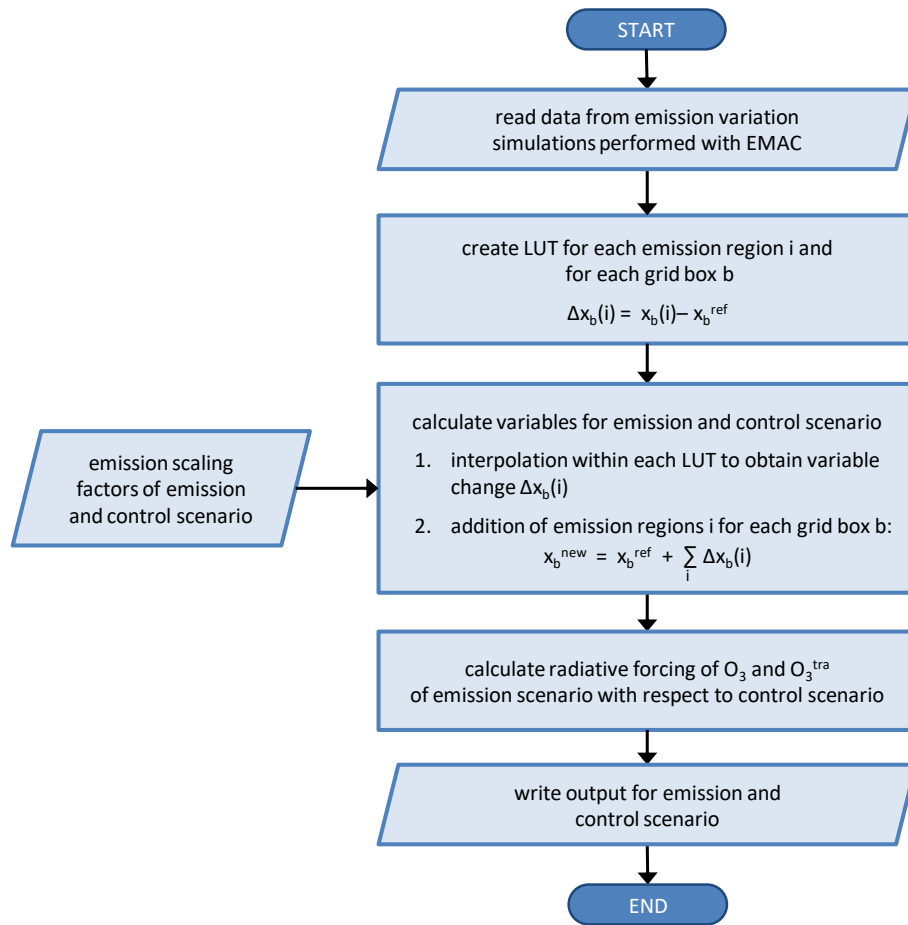 START
read data from emission variation
simulations performed with EMAC
create LUT for each emission region i and
for each grid box b
Δx_b(i) = x_b(i)– x_b^ref
emission scaling
factors of emission
and control scenario
calculate variables for emission and control scenario
1. interpolation within each LUT to obtain variable
change Δx_b(i)
2. addition of emission regions i for each grid box b:
x_b^new = x_b^ref + ∑ Δx_b(i)
i
calculate radiative forcing of O₃ and O₃^tra
of emission scenario with respect to control scenario
write output for emission and
control scenario
END